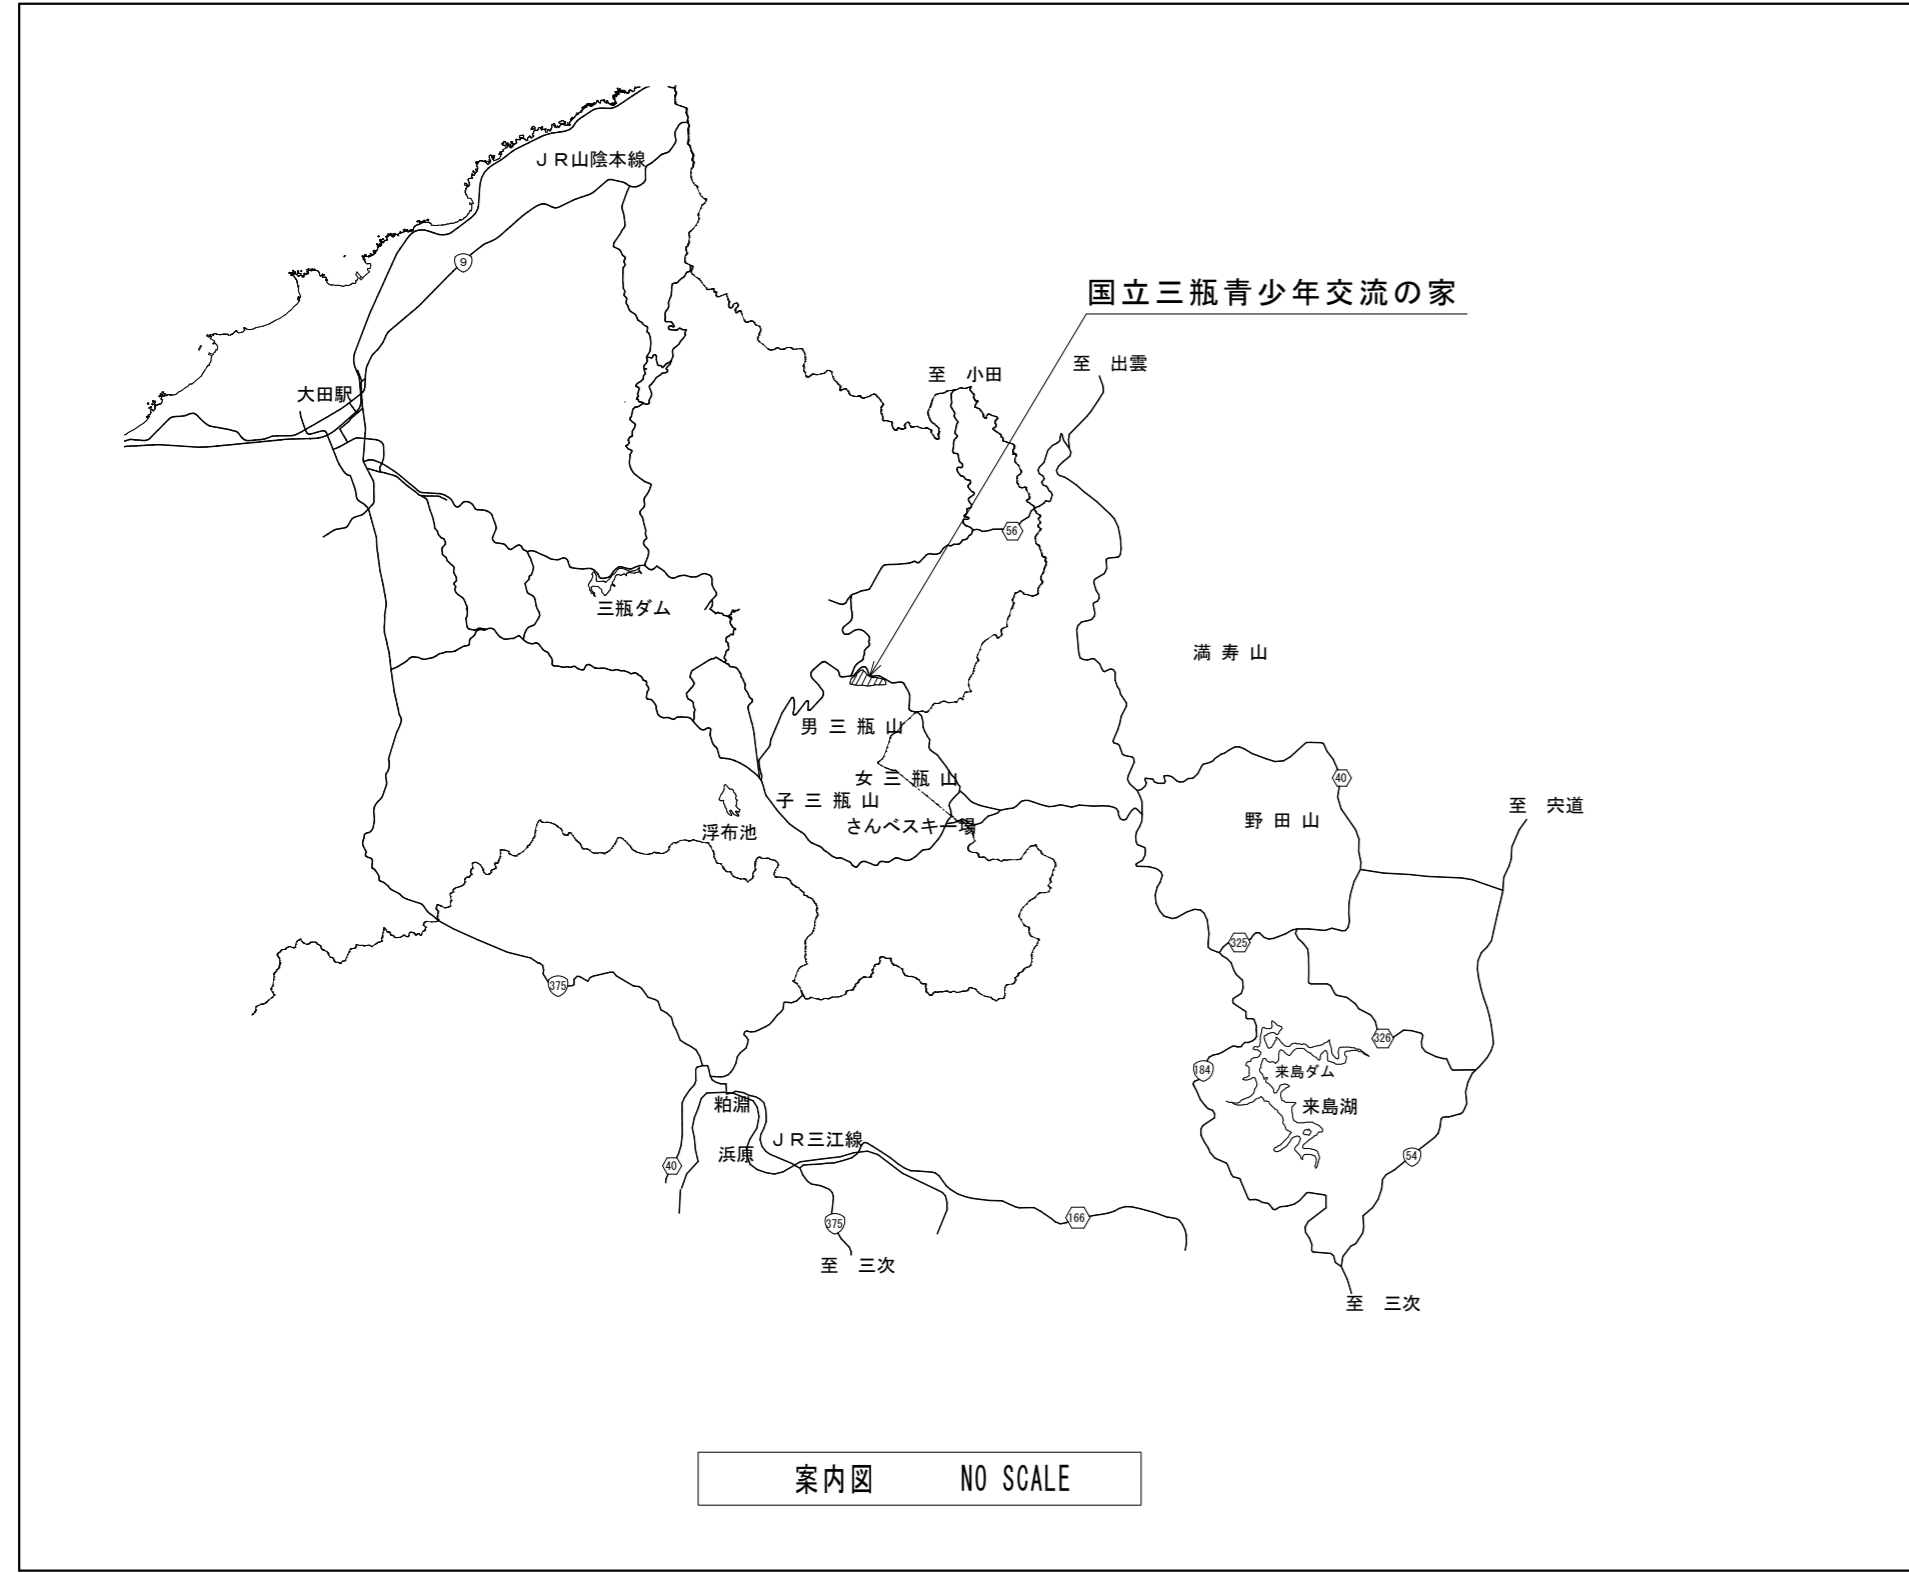 ＪＲ山陰本線
9
国立三瓶青少年交流の家
至　出雲
至　小田
大田駅
56
三瓶ダム
満 寿 山
男 三 瓶 山
女 三 瓶 山
40
子 三 瓶 山
至　宍道
さんべスキー場
野 田 山
浮布池
325
375
326
184
来島ダム
粕淵
来島湖
ＪＲ三江線
浜原
54
40
166
375
至　三次
至　三次
案内図　NO SCALE